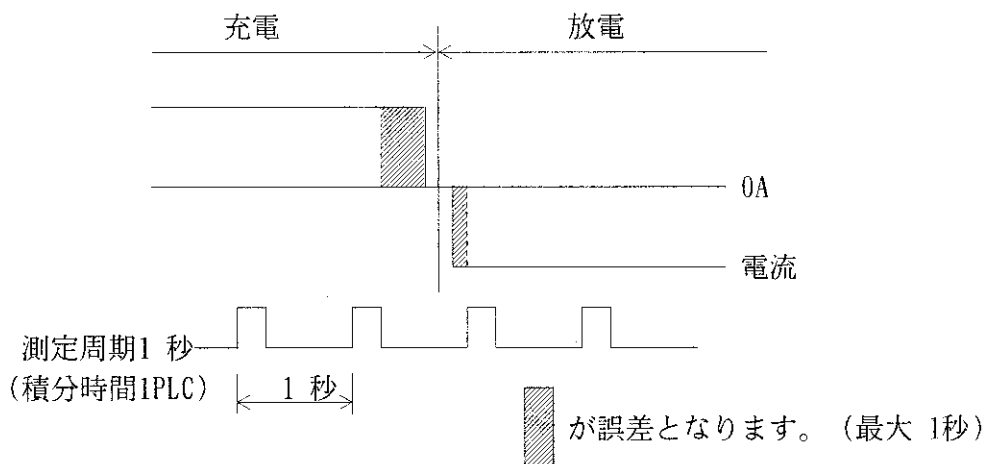 充電 放電
0A
電流
測定周期1 秒
(積分時間1PLC)
1 秒
が誤差となります。(最大 1秒)